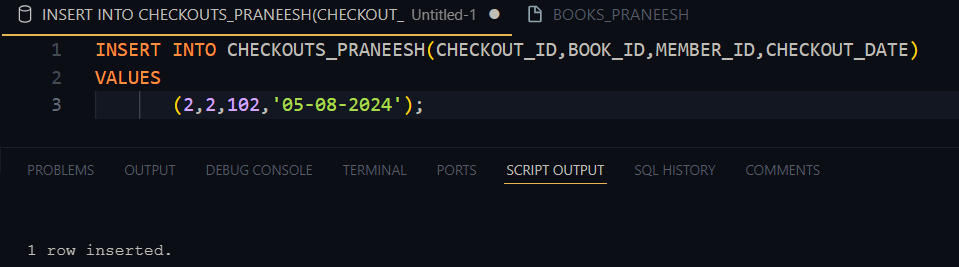 INSERT INTO CHECKOUTS_PRANEESH(CHECKOUT_ Untitled-1 BOOKS_PRANEESH
1 INSERT INTO CHECKOUTS_PRANEESH(CHECKOUT_ID,BOOK_ID,MEMBER_ID,CHECKOUT_DATE)
2 VALUES
3 (2,2,102,'05-08-2024');
PROBLEMS OUTPUT DEBUG CONSOLE TERMINAL PORTS SCRIPT OUTPUT SQL HISTORY COMMENTS
1 row inserted.